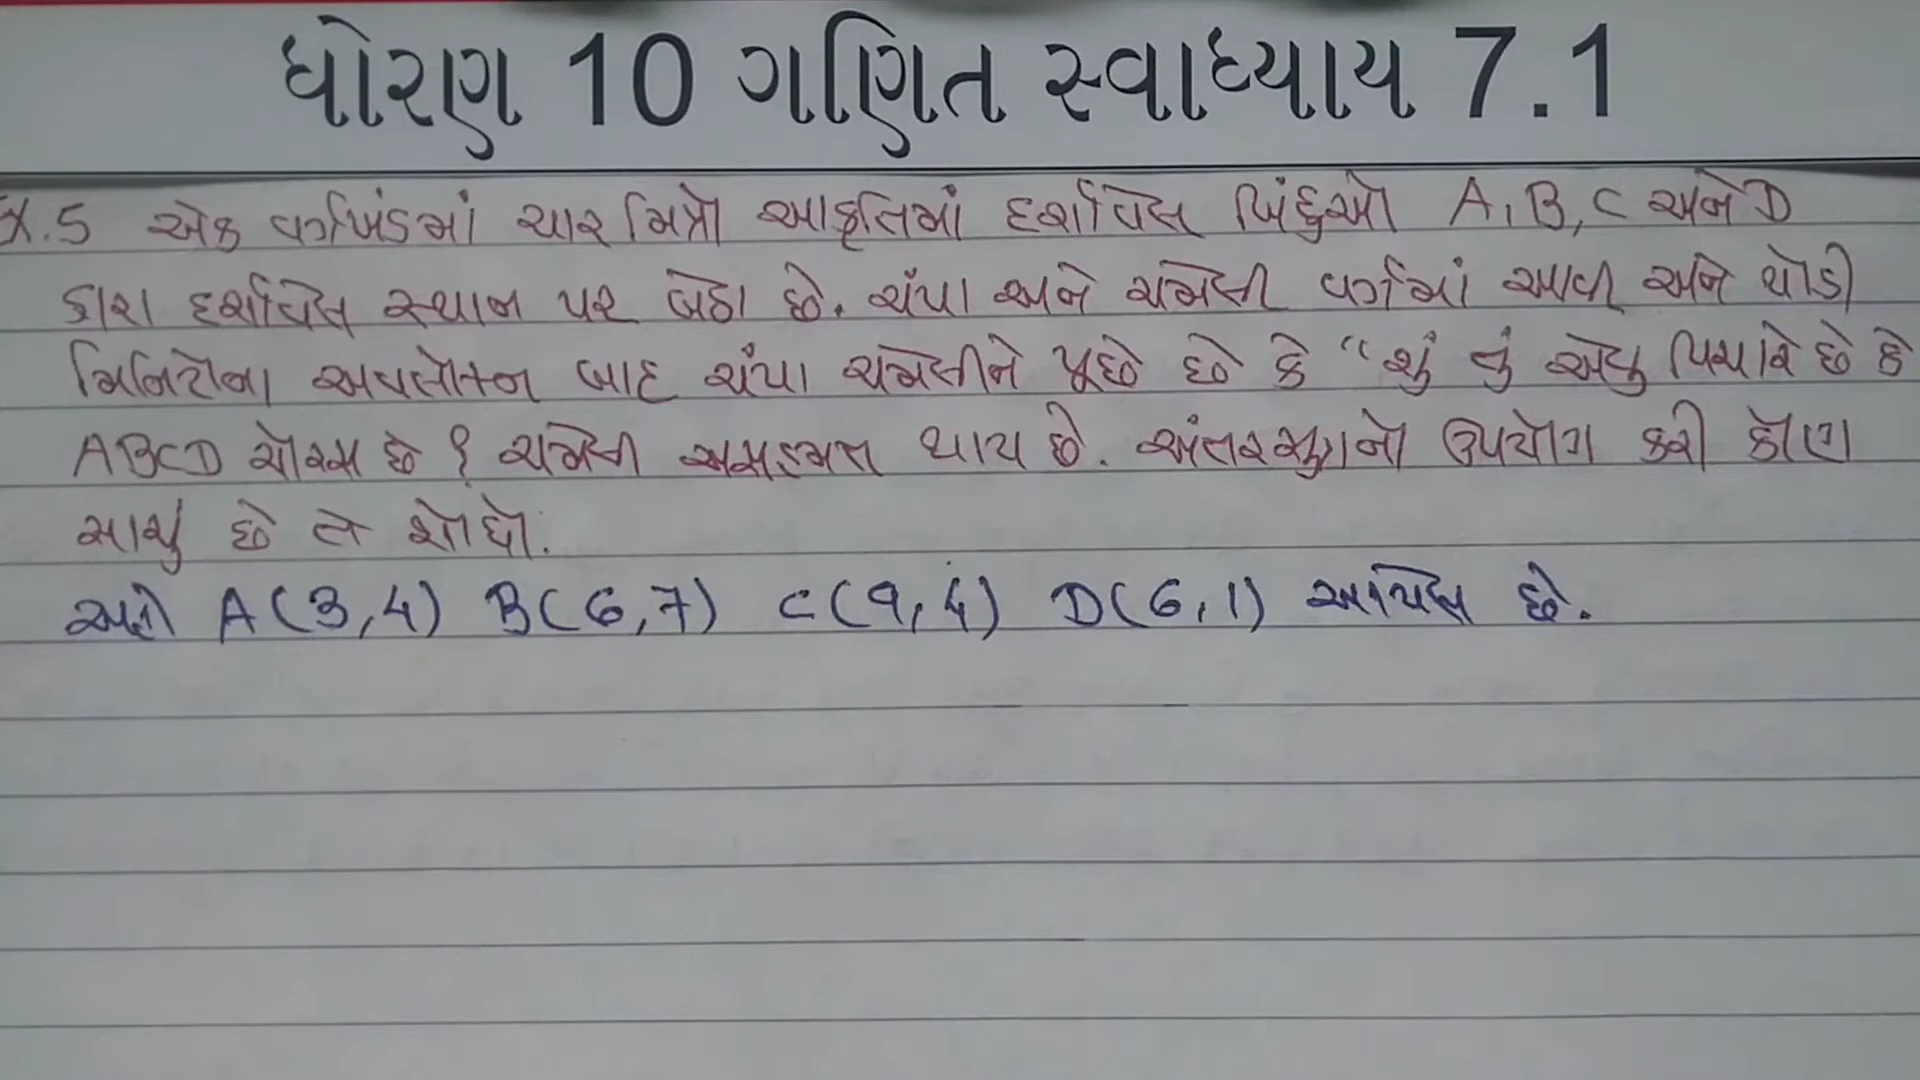 ધોરણ 10 ગણિત સ્વાધ્યાય 7.1
પ્ર.5 એક વર્ગખંડમાં ચાર મિત્રો આકૃતિમાં દર્શાવેલ બિંદુઓ A, B, C અને D
દ્વારા દર્શાવેલ સ્થાન પર બેઠા છે. ચંપા અને ચમેલી વર્ગમાં આવી અને થોડી
મિનિટોના અવલોકન બાદ ચંપા ચમેલીને પૂછે છે કે "શું તું એવું વિચારે છે કે
ABCD ચોરસ છે ? ચમેલી અસહમત થાય છે. અંતરસૂત્રનો ઉપયોગ કરી કોણ
સાચું છે તે શોધો.
અહીં A(3,4) B(6,7) C(9,4) D(6,1) આપેલ છે.